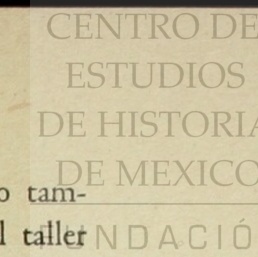 CENTRO DE
ESTUDIOS
DE HISTORIA
DE MEXICO
o tam-
l taller
UNDACIÓ